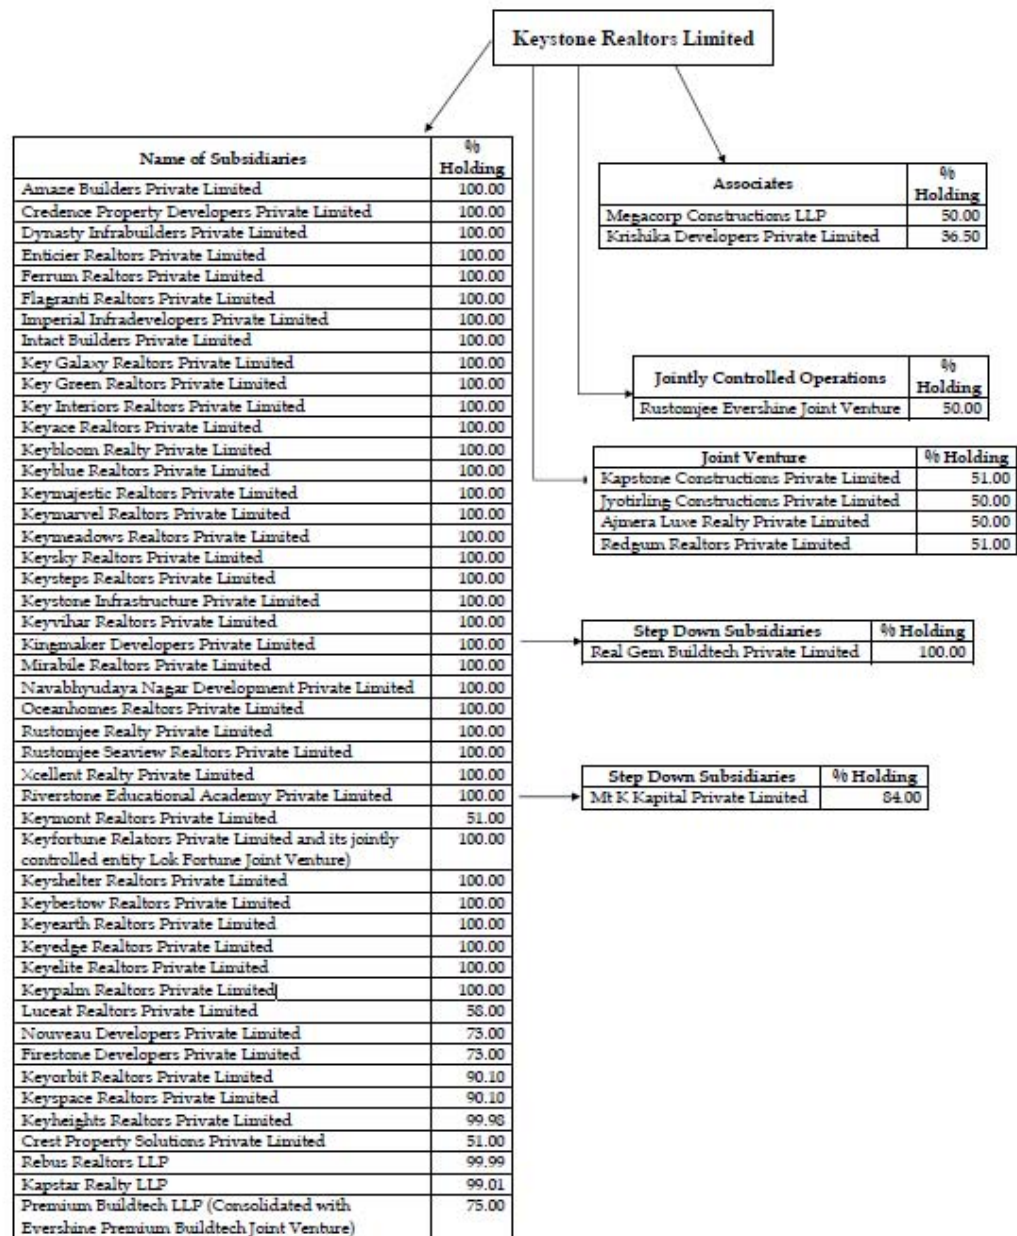 Keystone Realtors Limited
Name of Subsidiaries % Holding
Amaze Builders Private Limited 100.00
Credence Property Developers Private Limited 100.00
Dynasty Infrabuilders Private Limited 100.00
Enticier Realtors Private Limited 100.00
Ferrum Realtors Private Limited 100.00
Flagranti Realtors Private Limited 100.00
Imperial Infradevelopers Private Limited 100.00
Intact Builders Private Limited 100.00
Key Galaxy Realtors Private Limited 100.00
Key Green Realtors Private Limited 100.00
Key Interiors Realtors Private Limited 100.00
Keyace Realtors Private Limited 100.00
Keybloom Realty Private Limited 100.00
Keyblue Realtors Private Limited 100.00
Keymajestic Realtors Private Limited 100.00
Keymarvel Realtors Private Limited 100.00
Keymeadows Realtors Private Limited 100.00
Keysky Realtors Private Limited 100.00
Keysteps Realtors Private Limited 100.00
Keystone Infrastructure Private Limited 100.00
Keyvihar Realtors Private Limited 100.00
Kingmaker Developers Private Limited 100.00
Mirabile Realtors Private Limited 100.00
Navabhyudaya Nagar Development Private Limited 100.00
Oceanhomes Realtors Private Limited 100.00
Rustomjee Realty Private Limited 100.00
Rustomjee Seaview Realtors Private Limited 100.00
Xcellent Realty Private Limited 100.00
Riverstone Educational Academy Private Limited 100.00
Keymont Realtors Private Limited 51.00
Keyfortune Relators Private Limited and its jointly 100.00
controlled entity Lok Fortune Joint Venture)
Keyshelter Realtors Private Limited 100.00
Keybestow Realtors Private Limited 100.00
Keyearth Realtors Private Limited 100.00
Keyedge Realtors Private Limited 100.00
Keyelite Realtors Private Limited 100.00
Keypalm Realtors Private Limited 100.00
Luceat Realtors Private Limited 58.00
Nouveau Developers Private Limited 73.00
Firestone Developers Private Limited 73.00
Keyorbit Realtors Private Limited 90.10
Keyspace Realtors Private Limited 90.10
Keyheights Realtors Private Limited 99.98
Crest Property Solutions Private Limited 51.00
Rebus Realtors LLP 99.99
Kapstar Realty LLP 99.01
Premium Buildtech LLP (Consolidated with 75.00
Evershine Premium Buildtech Joint Venture)
Associates % Holding
Megacorp Constructions LLP 50.00
Krishika Developers Private Limited 36.50
Jointly Controlled Operations % Holding
Rustomjee Evershine Joint Venture 50.00
Joint Venture % Holding
Kapstone Constructions Private Limited 51.00
Jyotirling Constructions Private Limited 50.00
Ajmera Luxe Realty Private Limited 50.00
Redgum Realtors Private Limited 51.00
Step Down Subsidiaries % Holding
Real Gem Buildtech Private Limited 100.00
Step Down Subsidiaries % Holding
Mt K Kapital Private Limited 84.00